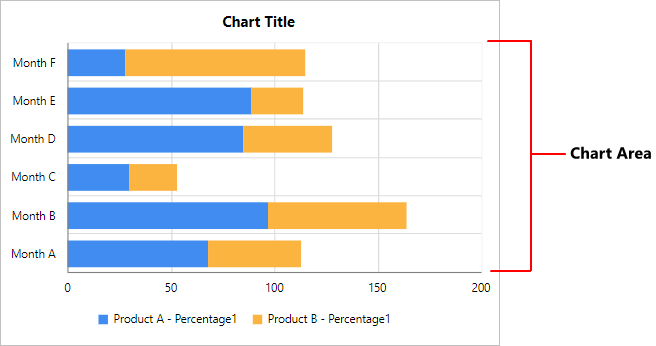 Chart Title
Month F
Month E
Month D
Chart Area
Month C
Month B
Month A
0 50 100 150 200
Product A - Percentage1 Product B - Percentage1